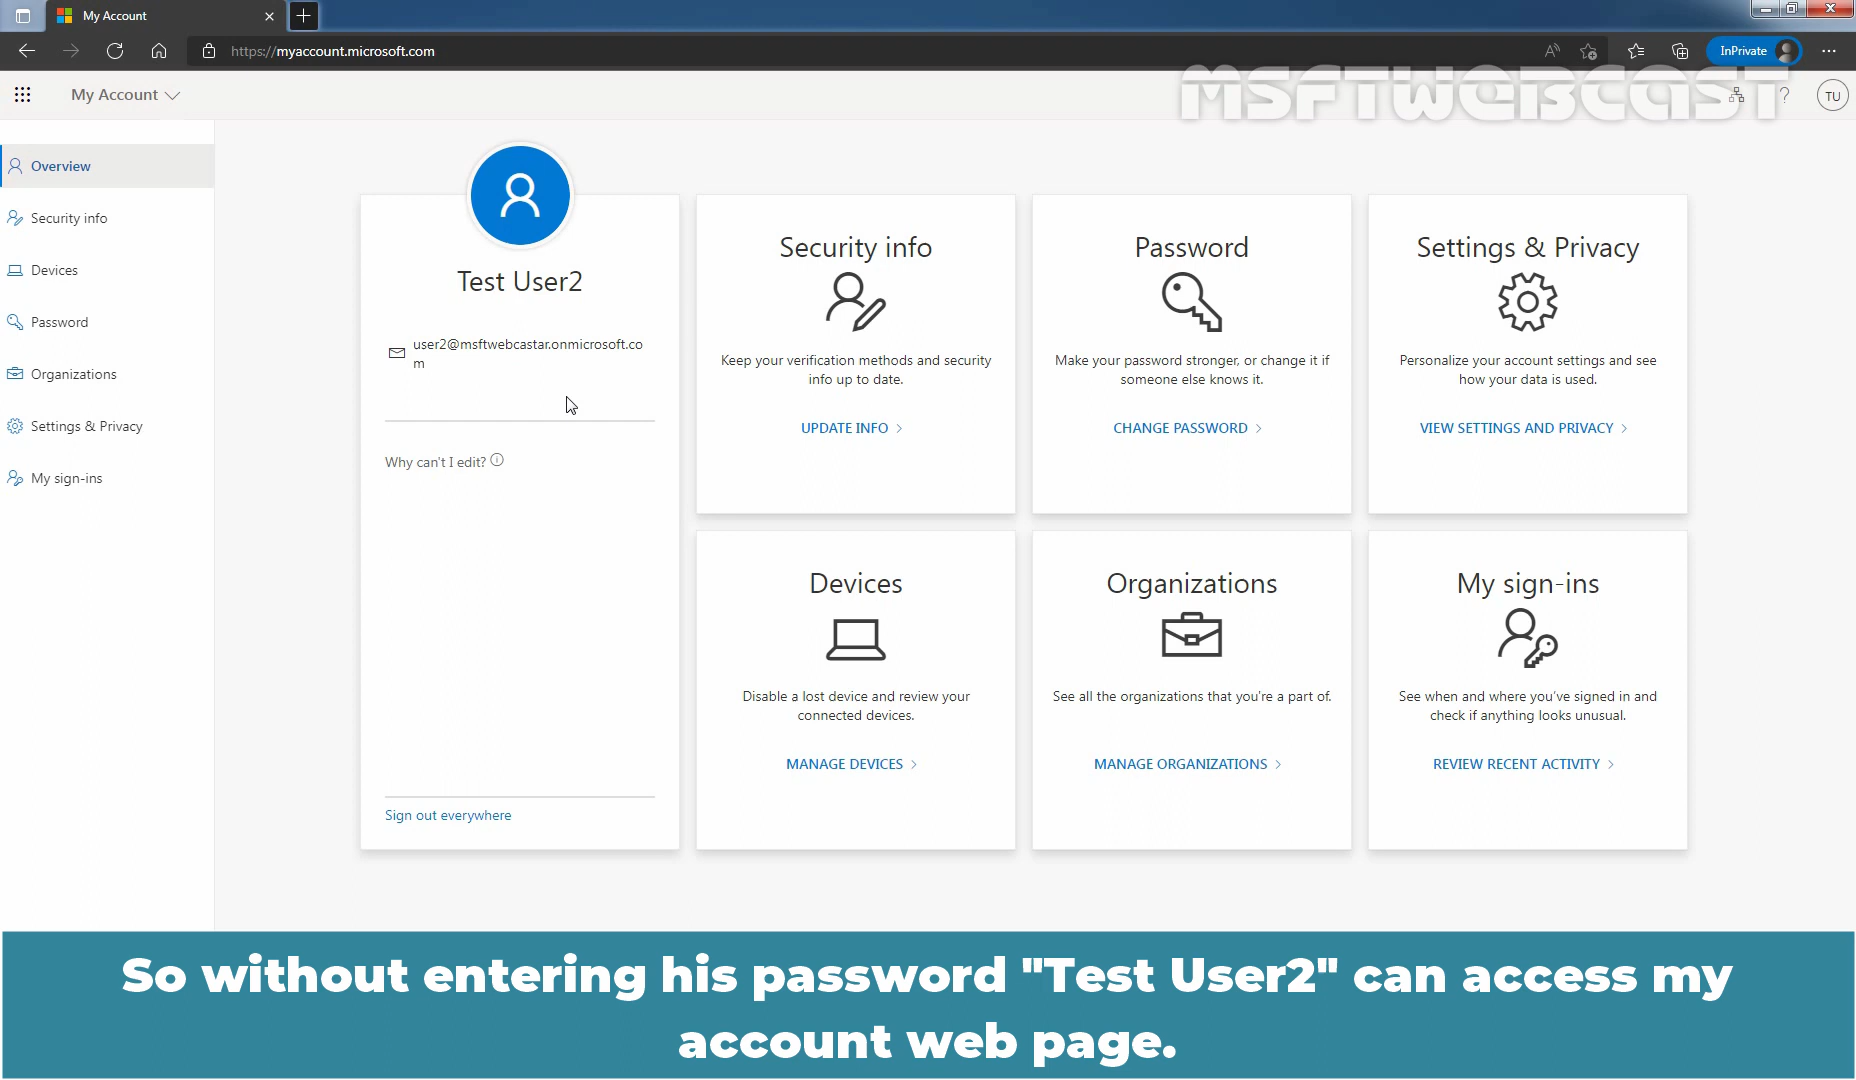 My Account
https://myaccount.microsoft.com
InPrivate
MSFTWEBCAST
My Account
?
TU
Overview
Security info
Devices
Password
Organizations
Settings & Privacy
My sign-ins
Test User2
user2@msftwebcastar.onmicrosoft.co
m
Why can't I edit?
Sign out everywhere
Security info
Keep your verification methods and security
info up to date.
UPDATE INFO
Password
Make your password stronger, or change it if
someone else knows it.
CHANGE PASSWORD
Settings & Privacy
Personalize your account settings and see
how your data is used.
VIEW SETTINGS AND PRIVACY
Devices
Disable a lost device and review your
connected devices.
MANAGE DEVICES
Organizations
See all the organizations that you're a part of.
MANAGE ORGANIZATIONS
My sign-ins
See when and where you've signed in and
check if anything looks unusual.
REVIEW RECENT ACTIVITY
So without entering his password "Test User2" can access my
account web page.